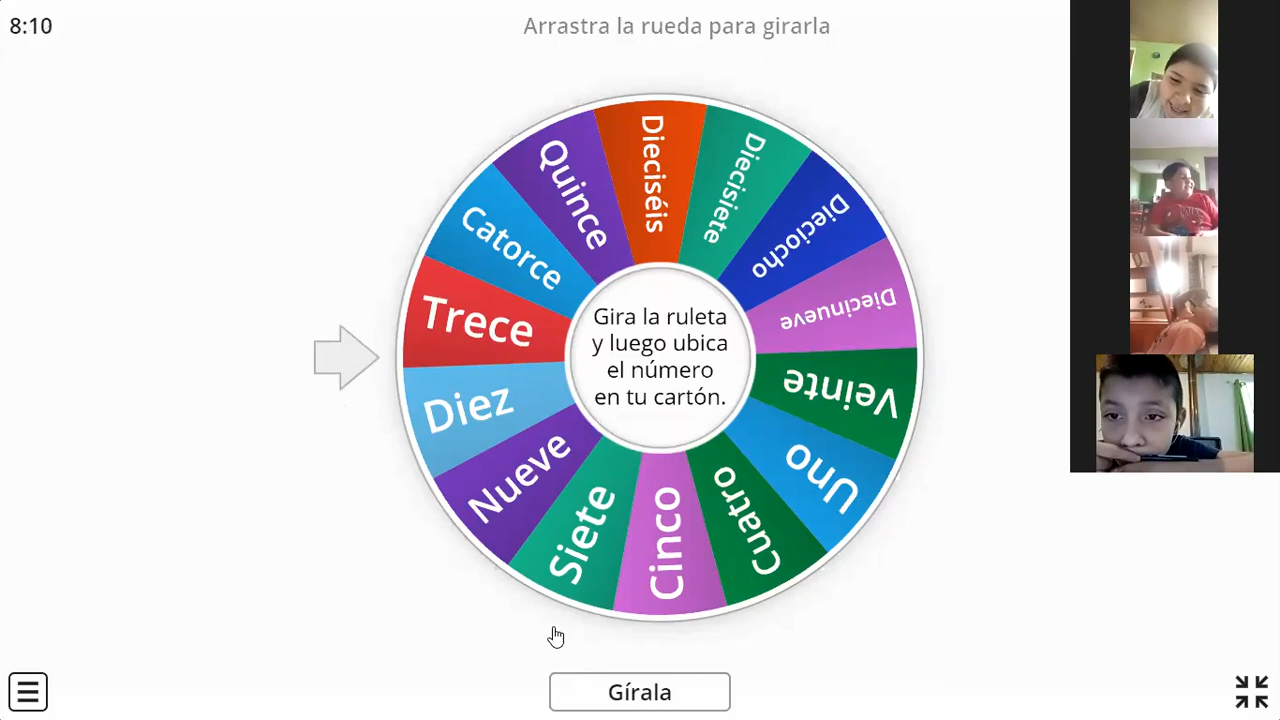 8:10
Arrastra la rueda para girarla
Dieciséis
Diecisiete
Dieciocho
Diecinueve
Veinte
Uno
Cuatro
Cinco
Siete
Nueve
Diez
Trece
Catorce
Quince
Gira la ruleta
y luego ubica
el número
en tu cartón.
Gírala